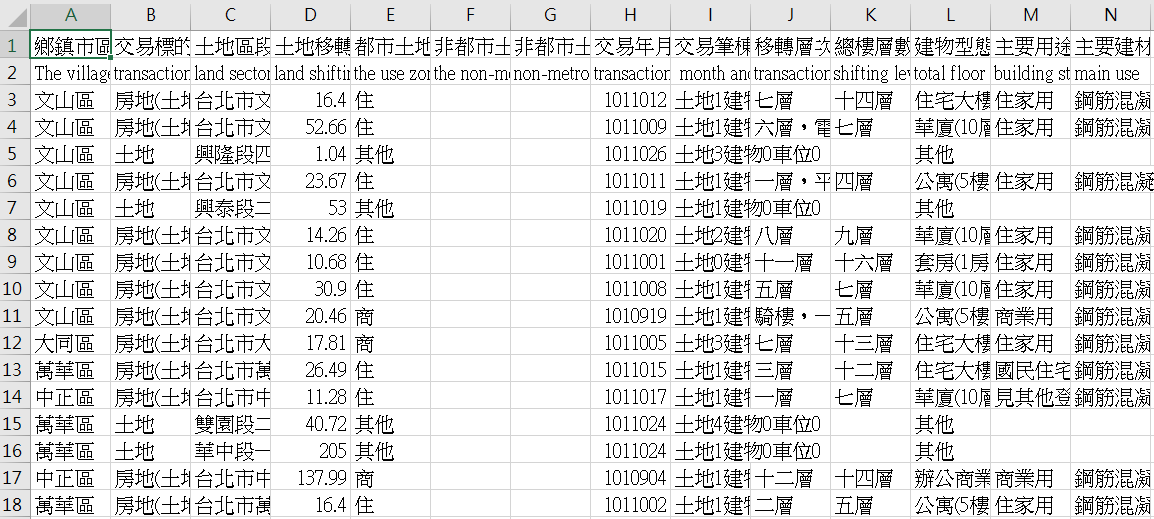 A B C D E F G H I J K L M N
1 鄉鎮市區 交易標的 土地區段 土地移轉 都市土地 非都市土 非都市土 交易年月 交易筆棟 移轉層次 總樓層數 建物型態 主要用途 主要建材
2 The village transaction land sector land shifting the use zon the non-me non-metro transaction month and transaction shifting lev total floor building st main use
3 文山區 房地(土地 台北市文 16.4 住 1011012 土地1建物 七層 十四層 住宅大樓 住家用 鋼筋混凝
4 文山區 房地(土地 台北市文 52.66 住 1011009 土地1建物 六層,電 七層 華廈(10層 住家用 鋼筋混凝
5 文山區 土地 興隆段四 1.04 其他 1011026 土地3建物0車位0 其他
6 文山區 房地(土地 台北市文 23.67 住 1011011 土地1建物 一層,平 四層 公寓(5樓 住家用 鋼筋混凝
7 文山區 土地 興泰段二 53 其他 1011019 土地1建物0車位0 其他
8 文山區 房地(土地 台北市文 14.26 住 1011020 土地2建物 八層 九層 華廈(10層 住家用 鋼筋混凝
9 文山區 房地(土地 台北市文 10.68 住 1011001 土地0建物 十一層 十六層 套房(1房 住家用 鋼筋混凝
10 文山區 房地(土地 台北市文 30.9 住 1011008 土地1建物 五層 七層 華廈(10層 住家用 鋼筋混凝
11 文山區 房地(土地 台北市文 20.46 商 1010919 土地1建物 騎樓,一 五層 公寓(5樓 商業用 鋼筋混凝
12 大同區 房地(土地 台北市大 17.81 商 1011005 土地3建物 七層 十三層 住宅大樓 住家用 鋼筋混凝
13 萬華區 房地(土地 台北市萬 26.49 住 1011015 土地1建物 三層 十二層 住宅大樓 國民住宅 鋼筋混凝
14 中正區 房地(土地 台北市中 11.28 住 1011017 土地1建物 一層 七層 華廈(10層 見其他登 鋼筋混凝
15 萬華區 土地 雙園段二 40.72 其他 1011024 土地4建物0車位0 其他
16 萬華區 土地 華中段一 205 其他 1011024 土地1建物0車位0 其他
17 中正區 房地(土地 台北市中 137.99 商 1010904 土地1建物 十二層 十四層 辦公商業 商業用 鋼筋混凝
18 萬華區 房地(土地 台北市萬 16.4 住 1011002 土地1建物 二層 五層 公寓(5樓 住家用 鋼筋混凝